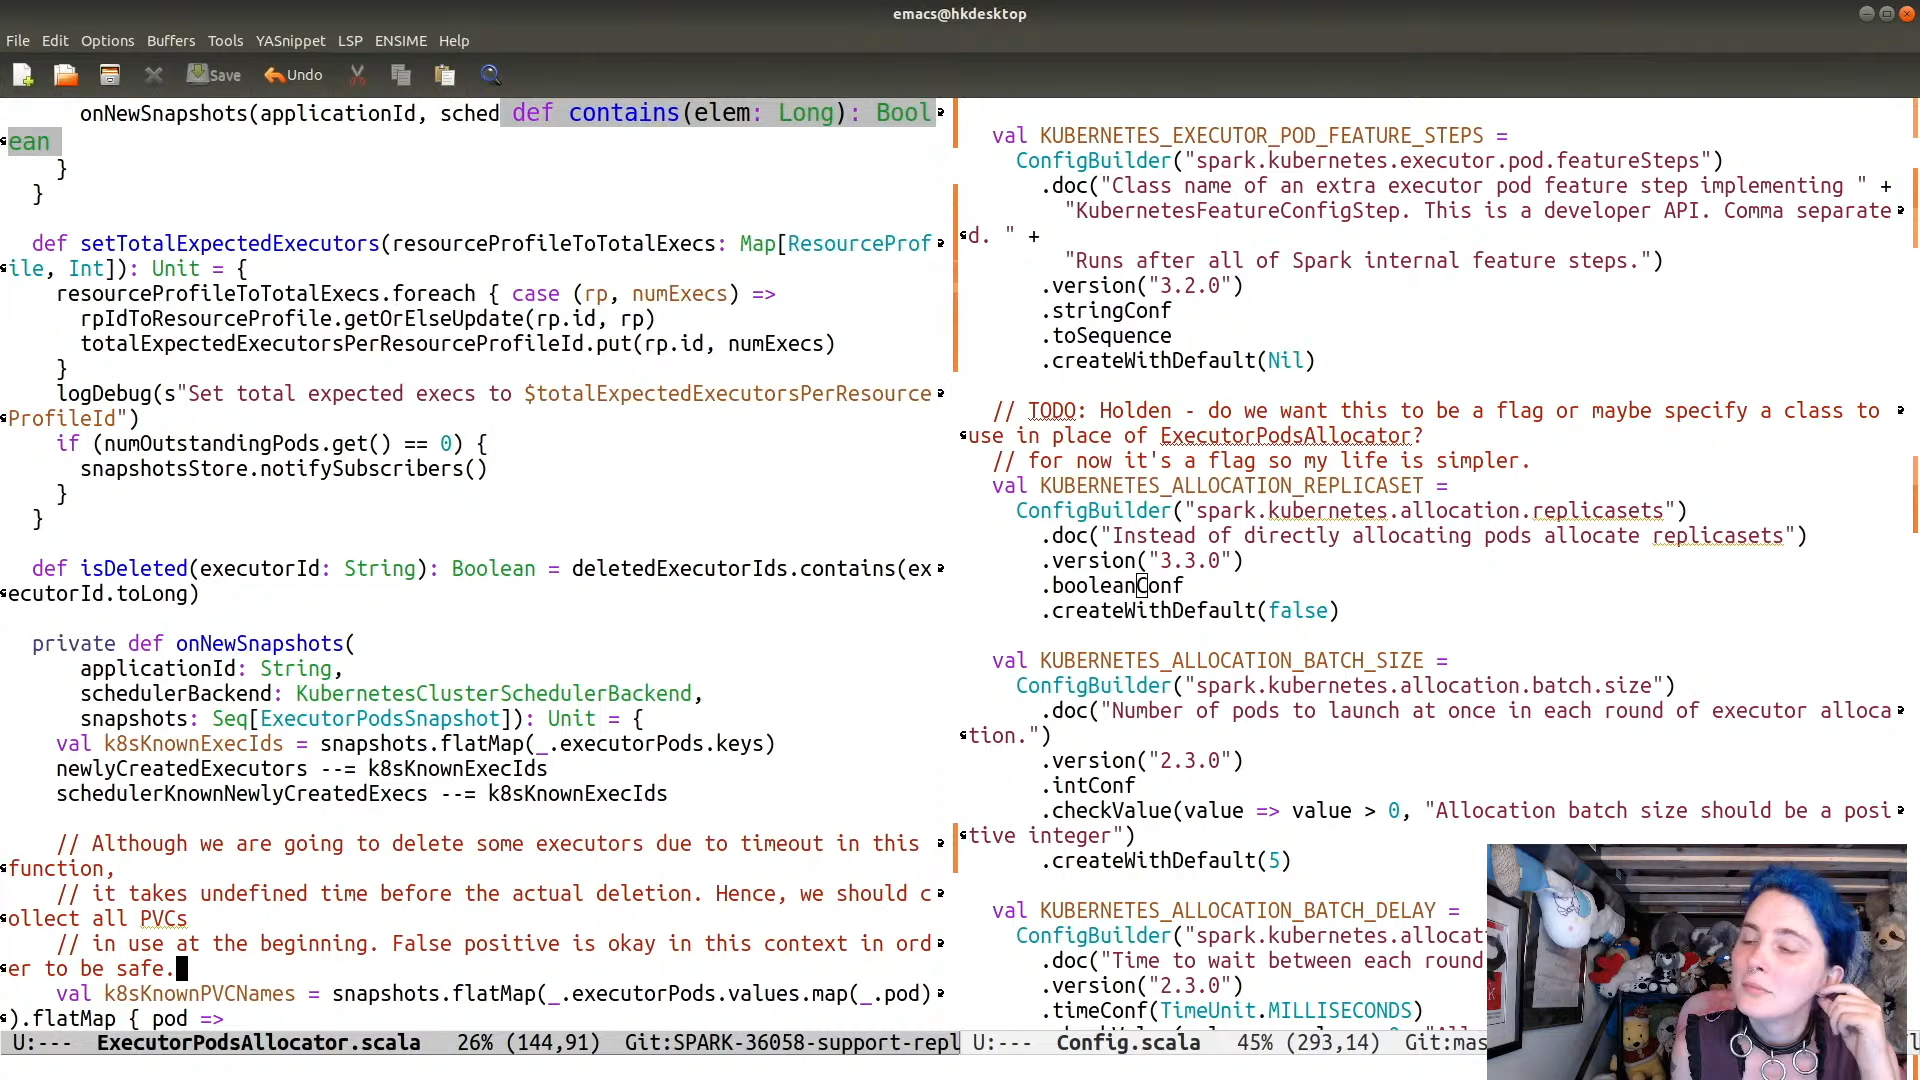 emacs@hkdesktop
File Edit Options Buffers Tools YASnippet LSP ENSIME Help
Save Undo
onNewSnapshots(applicationId, sched def contains(elem: Long): Bool
ean
}
}
def setTotalExpectedExecutors(resourceProfileToTotalExecs: Map[ResourceProf
ile, Int]): Unit = {
resourceProfileToTotalExecs.foreach { case (rp, numExecs) =>
rpIdToResourceProfile.getOrElseUpdate(rp.id, rp)
totalExpectedExecutorsPerResourceProfileId.put(rp.id, numExecs)
}
logDebug(s"Set total expected execs to $totalExpectedExecutorsPerResource
ProfileId")
if (numOutstandingPods.get() == 0) {
snapshotsStore.notifySubscribers()
}
}
def isDeleted(executorId: String): Boolean = deletedExecutorIds.contains(ex
ecutorId.toLong)
private def onNewSnapshots(
applicationId: String,
schedulerBackend: KubernetesClusterSchedulerBackend,
snapshots: Seq[ExecutorPodsSnapshot]): Unit = {
val k8sKnownExecIds = snapshots.flatMap(_.executorPods.keys)
newlyCreatedExecutors --= k8sKnownExecIds
schedulerKnownNewlyCreatedExecs --= k8sKnownExecIds
// Although we are going to delete some executors due to timeout in this
function,
// it takes undefined time before the actual deletion. Hence, we should c
ollect all PVCs
// in use at the beginning. False positive is okay in this context in ord
er to be safe.
val k8sKnownPVCNames = snapshots.flatMap(_.executorPods.values.map(_.pod)
).flatMap { pod =>
U:--- ExecutorPodsAllocator.scala 26% (144,91) Git:SPARK-36058-support-repl
val KUBERNETES_EXECUTOR_POD_FEATURE_STEPS =
ConfigBuilder("spark.kubernetes.executor.pod.featureSteps")
.doc("Class name of an extra executor pod feature step implementing " +
"KubernetesFeatureConfigStep. This is a developer API. Comma separate
d. " +
"Runs after all of Spark internal feature steps.")
.version("3.2.0")
.stringConf
.toSequence
.createWithDefault(Nil)
// TODO: Holden - do we want this to be a flag or maybe specify a class to
use in place of ExecutorPodsAllocator?
// for now it's a flag so my life is simpler.
val KUBERNETES_ALLOCATION_REPLICASET =
ConfigBuilder("spark.kubernetes.allocation.replicasets")
.doc("Instead of directly allocating pods allocate replicasets")
.version("3.3.0")
.booleanConf
.createWithDefault(false)
val KUBERNETES_ALLOCATION_BATCH_SIZE =
ConfigBuilder("spark.kubernetes.allocation.batch.size")
.doc("Number of pods to launch at once in each round of executor alloca
tion.")
.version("2.3.0")
.intConf
.checkValue(value => value > 0, "Allocation batch size should be a posi
tive integer")
.createWithDefault(5)
val KUBERNETES_ALLOCATION_BATCH_DELAY =
ConfigBuilder("spark.kubernetes.allocat
.doc("Time to wait between each round
.version("2.3.0")
.timeConf(TimeUnit.MILLISECONDS)
U:--- Config.scala 45% (293,14) Git:mas